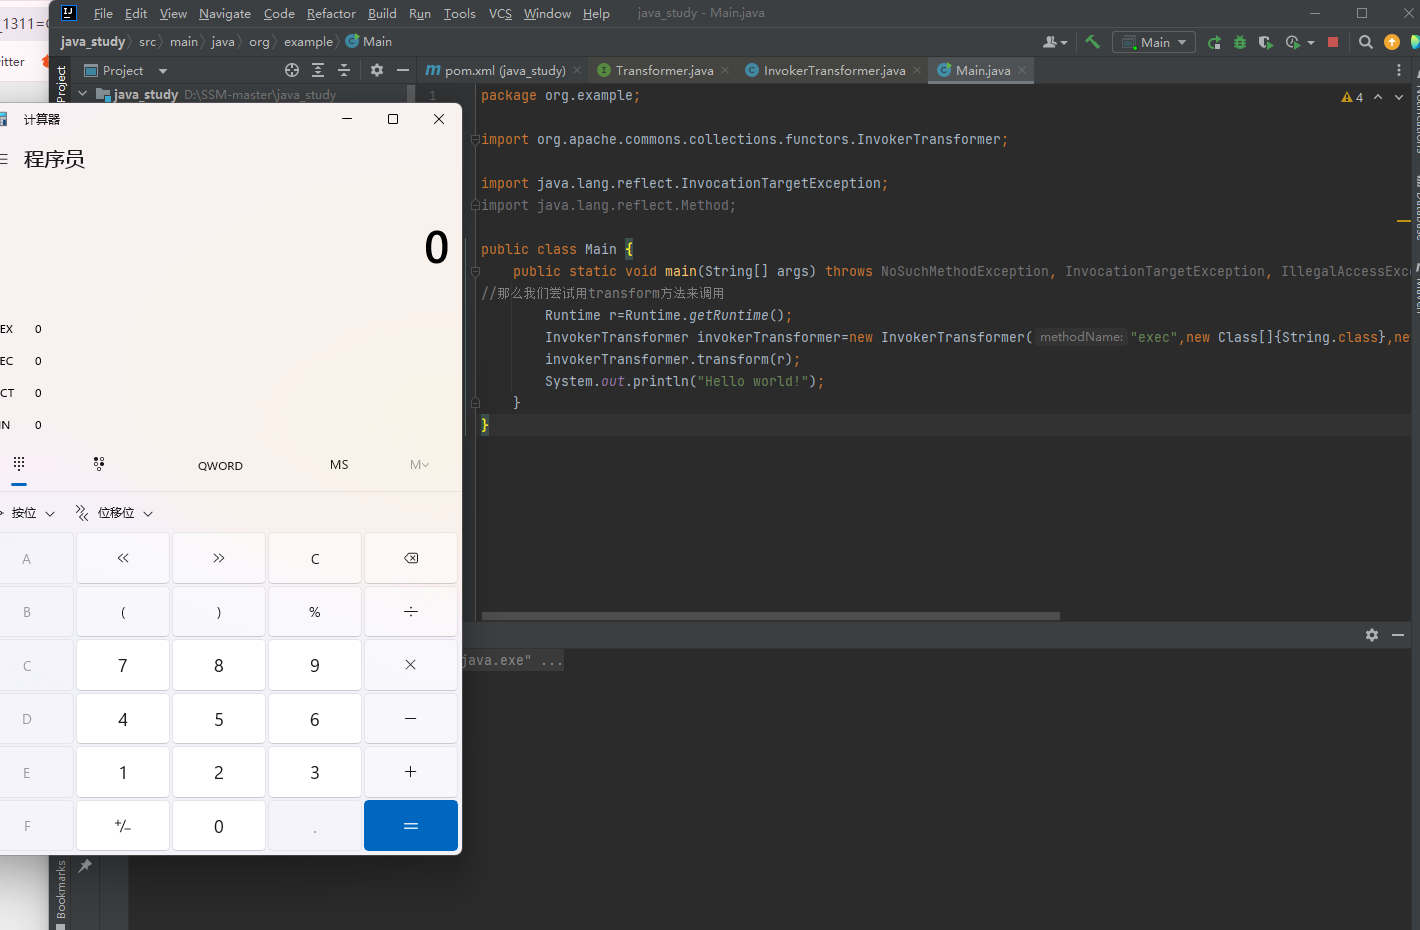 _1311=
itter
File Edit View Navigate Code Refactor Build Run Tools VCS Window Help java_study - Main.java
java_study src main java org example Main
Main
Project
Project
pom.xml (java_study)
Transformer.java
InvokerTransformer.java
Main.java
java_study D:\SSM-master\java_study
1
4
package org.example;
import org.apache.commons.collections.functors.InvokerTransformer;
import java.lang.reflect.InvocationTargetException;
import java.lang.reflect.Method;
public class Main {
public static void main(String[] args) throws NoSuchMethodException, InvocationTargetException, IllegalAccessExc
//那么我们尝试用transform方法来调用
Runtime r=Runtime.getRuntime();
InvokerTransformer invokerTransformer=new InvokerTransformer( methodName: "exec",new Class[]{String.class},ne
invokerTransformer.transform(r);
System.out.println("Hello world!");
}
}
java.exe" ...
计算器
程序员
0
EX 0
EC 0
CT 0
N 0
QWORD
MS
M
按位
位移位
A « » C
B ( ) % ÷
C 7 8 9 ×
D 4 5 6 −
E 1 2 3 +
F +/− 0 . =
Bookmarks